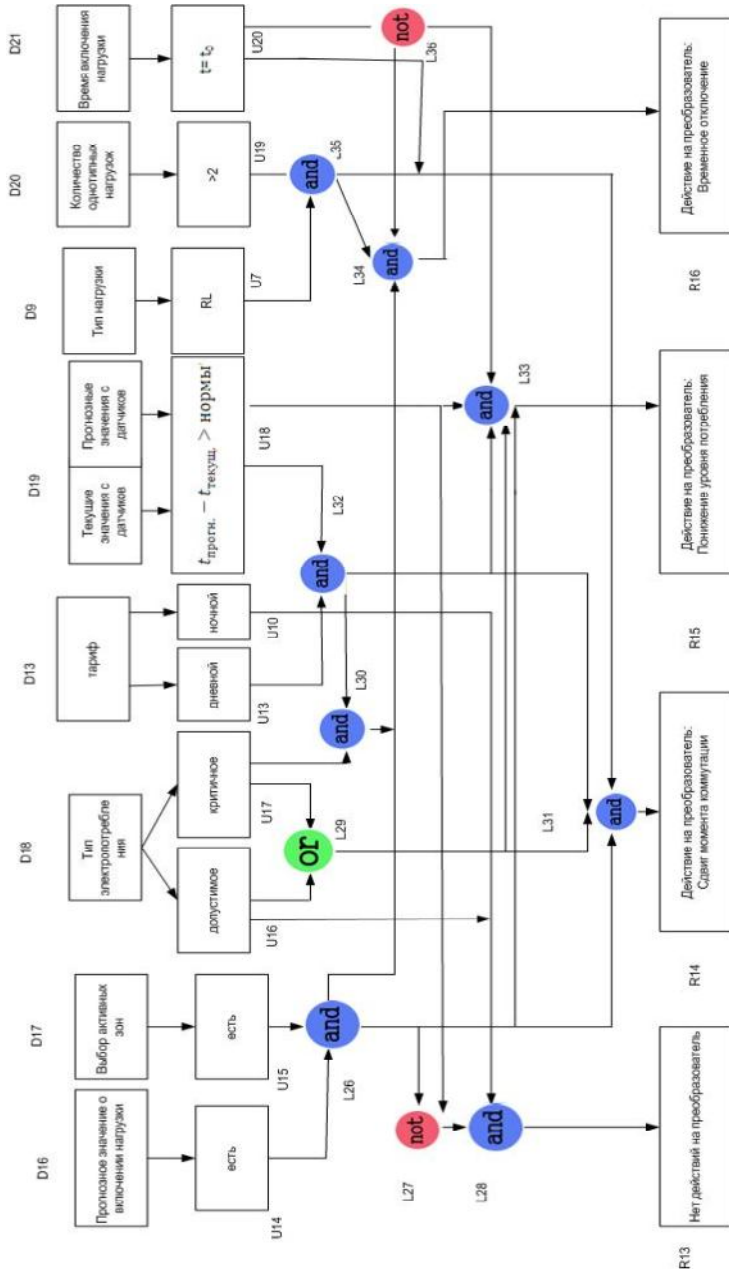 D16
D17
D18
D13
D19
D9
D20
D21
Прогнозное значение о
включении нагрузки
Выбор активных
зон
Тип
электропотребле
ния
тариф
Текущие
значения с
датчиков
Прогнозные
значения с
датчиков
Тип нагрузки
Количество
однотипных
нагрузок
Время включения
нагрузки
есть
есть
допустимое
критичное
дневной
ночной
tпрогн. − tтекущ. > нормы
RL
>2
t= t0
U14
U15
U16
U17
U13
U10
U18
U7
U19
U20
L26
and
or
L29
and
L30
and
L32
and
L35
not
L36
and
L34
not
L27
and
L28
and
L33
and
L31
Нет действий на преобразователь
Действие на преобразователь:
Сдвиг момента коммутации
Действие на преобразователь:
Понижение уровня потребления
Действие на преобразователь:
Временное отключение
R13
R14
R15
R16